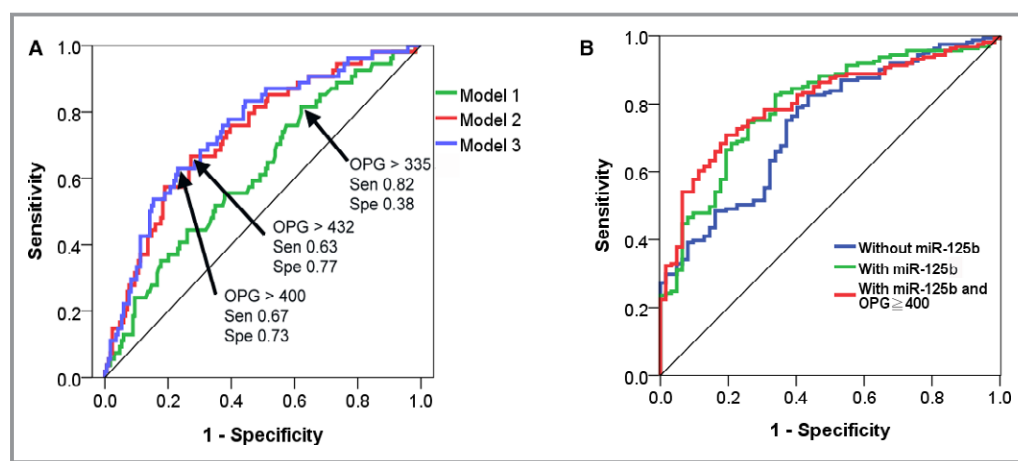 A
1.0
0.8
0.6
0.4
0.2
0.0
Sensitivity
0.0 0.2 0.4 0.6 0.8 1.0
1 - Specificity
Model 1
Model 2
Model 3
OPG > 335
Sen 0.82
Spe 0.38
OPG > 432
Sen 0.63
Spe 0.77
OPG > 400
Sen 0.67
Spe 0.73
B
1.0
0.8
0.6
0.4
0.2
0.0
Sensitivity
0.0 0.2 0.4 0.6 0.8 1.0
1 - Specificity
Without miR-125b
With miR-125b
With miR-125b and
OPG≧400